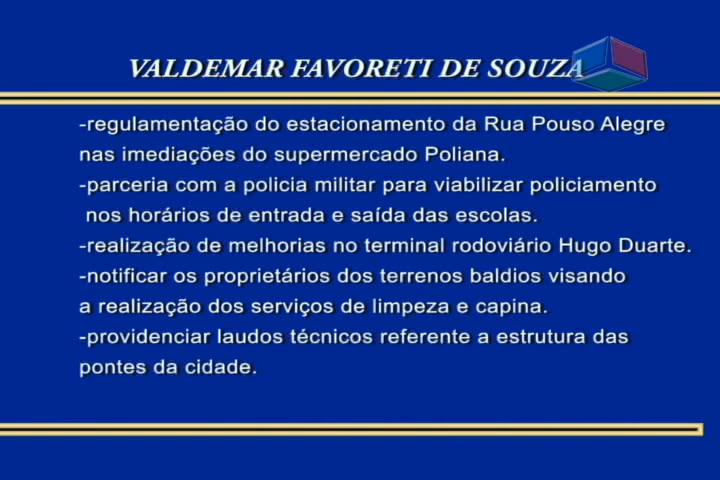 VALDEMAR FAVORETI DE SOUZA
-regulamentação do estacionamento da Rua Pouso Alegre
nas imediações do supermercado Poliana.
-parceria com a policia militar para viabilizar policiamento
nos horários de entrada e saída das escolas.
-realização de melhorias no terminal rodoviário Hugo Duarte.
-notificar os proprietários dos terrenos baldios visando
a realização dos serviços de limpeza e capina.
-providenciar laudos técnicos referente a estrutura das
pontes da cidade.